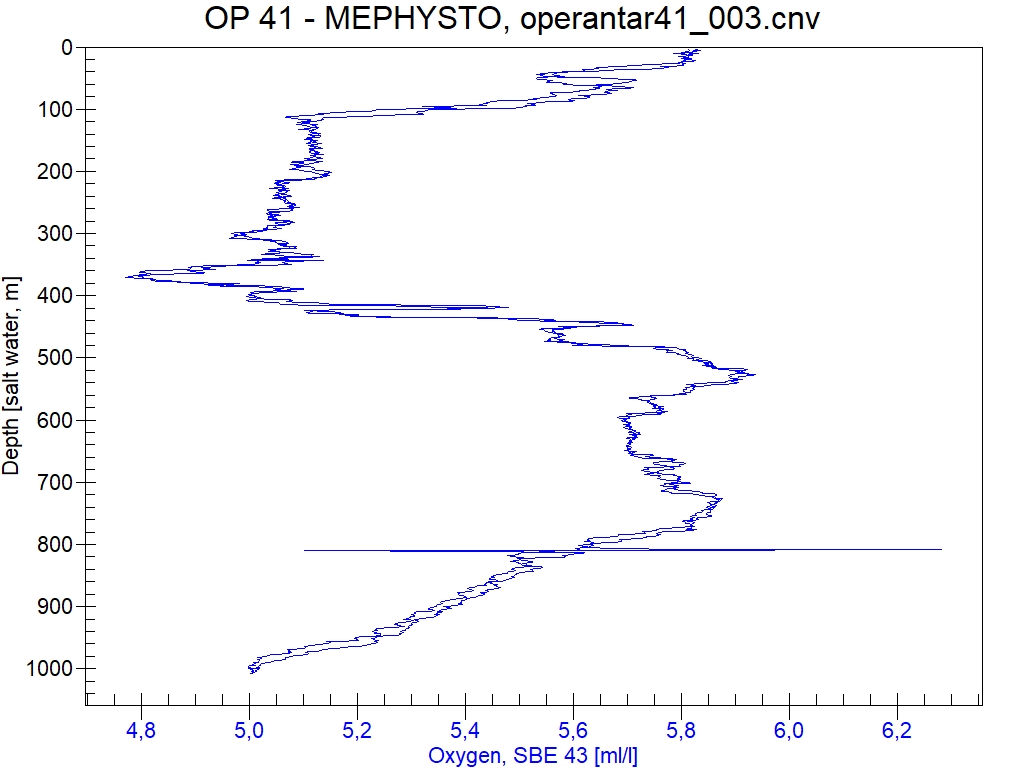 OP 41 - MEPHYSTO, operantar41_003.cnv
0
100
200
300
400
500
600
700
800
900
1000
Depth [salt water, m]
4,8 5,0 5,2 5,4 5,6 5,8 6,0 6,2
Oxygen, SBE 43 [ml/l]